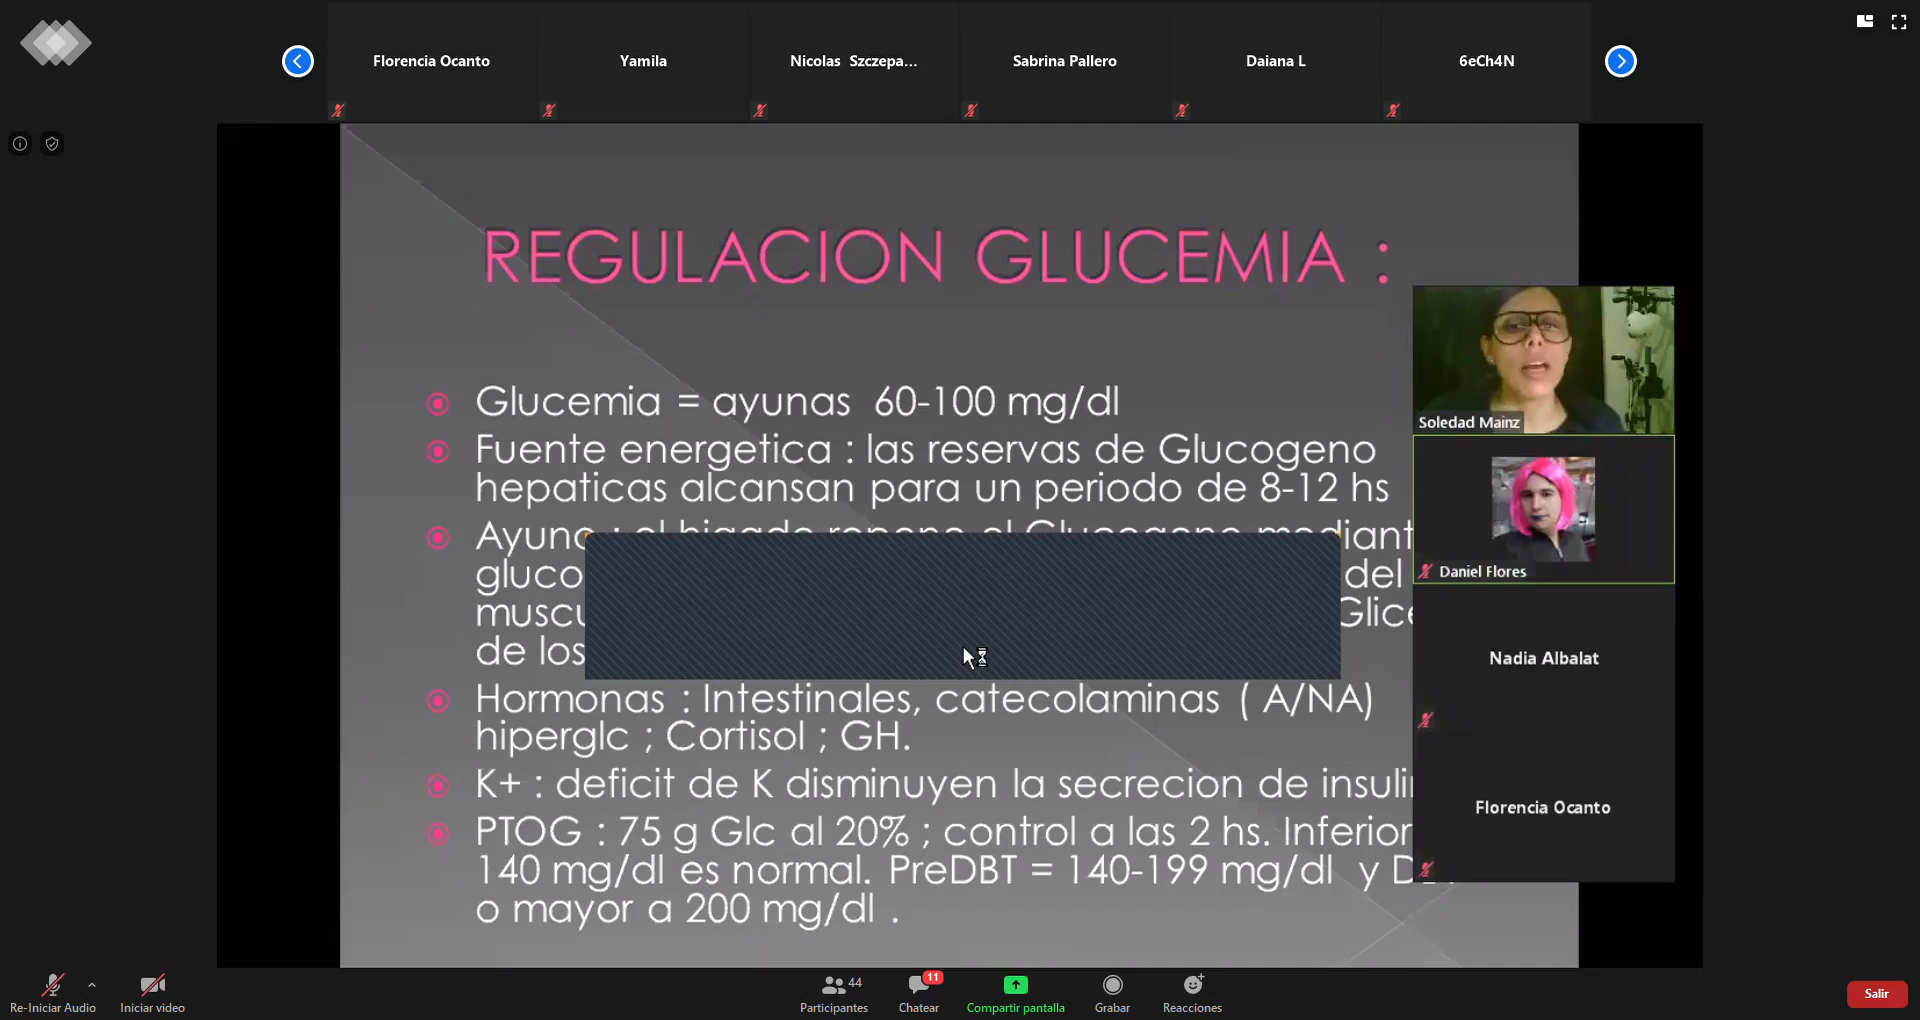 Florencia Ocanto
Yamila
Nicolas Szczepa...
Sabrina Pallero
Daiana L
6eCh4N
REGULACION GLUCEMIA :
Glucemia = ayunas 60-100 mg/dl
Fuente energetica : las reservas de Glucogeno
hepaticas alcansan para un periodo de 8-12 hs
Ayuno : el higado repone el Glucogeno
del
de los
Hormonas : Intestinales, catecolaminas ( A/NA)
hiperglc ; Cortisol ; GH.
K+ : deficit de K disminuyen la secrecion de
PTOG : 75 g Glc al 20% ; control a las 2 hs. Inferior
140 mg/dl es normal. PreDBT = 140-199 mg/dl y
o mayor a 200 mg/dl .
Soledad Mainz
Daniel Flores
Nadia Albalat
Florencia Ocanto
Re-Iniciar Audio
Iniciar video
44
Participantes
11
Chatear
Compartir pantalla
Grabar
Reacciones
Salir